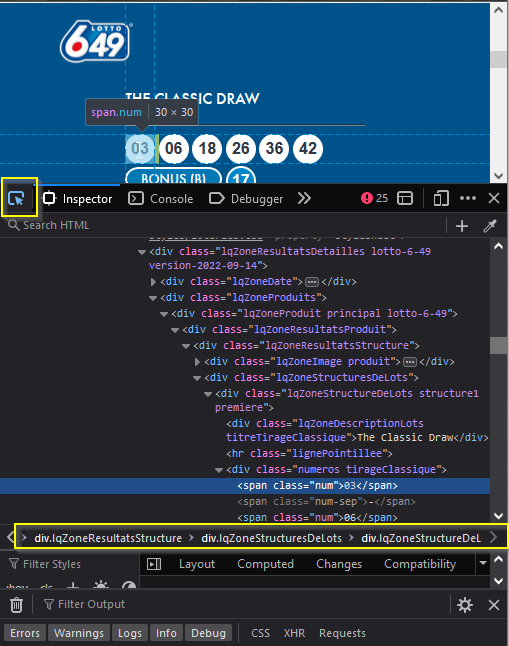 LOTTO
649
THE CLASSIC DRAW
span.num | 30 × 30
03 06 18 26 36 42
BONUS (B) 17
Inspector Console Debugger 25
Search HTML
<div class="lqZoneResultatsDetailles lotto-6-49
version-2022-09-14">
<div class="lqZoneDate"> ••• </div>
<div class="lqZoneProduits">
<div class="lqZoneProduit principal lotto-6-49">
<div class="lqZoneResultatsProduit">
<div class="lqZoneResultatsStructure">
<div class="lqZoneImage produit"> ••• </div>
<div class="lqZoneStructuresDeLots">
<div class="lqZoneStructureDeLots structure1
premiere">
<div class="lqZoneDescriptionLots
titreTirageClassique">The Classic Draw</div>
<hr class="lignePointillee">
<div class="numeros tirageClassique">
<span class="num">03</span>
<span class="num-sep">-</span>
<span class="num">06</span>
div.lqZoneResultatsStructure > div.lqZoneStructuresDeLots > div.lqZoneStructureDeL
Filter Styles Layout Computed Changes Compatibility
Filter Output
Errors Warnings Logs Info Debug CSS XHR Requests